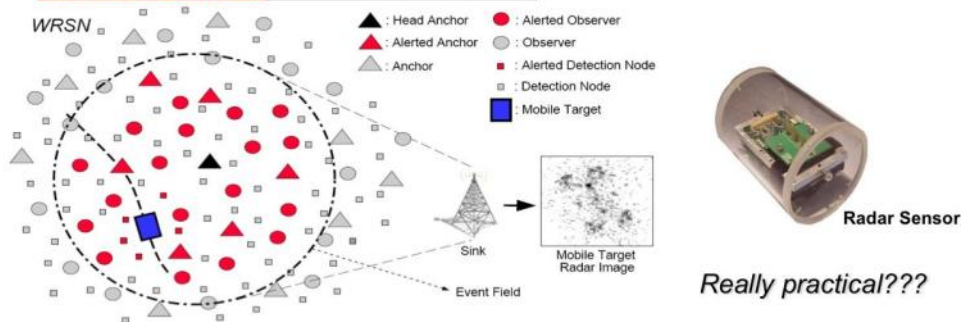 WRSN
: Head Anchor
: Alerted Anchor
: Anchor
: Alerted Observer
: Observer
: Alerted Detection Node
: Detection Node
: Mobile Target
Sink
Mobile Target
Radar Image
Event Field
Radar Sensor
Really practical???